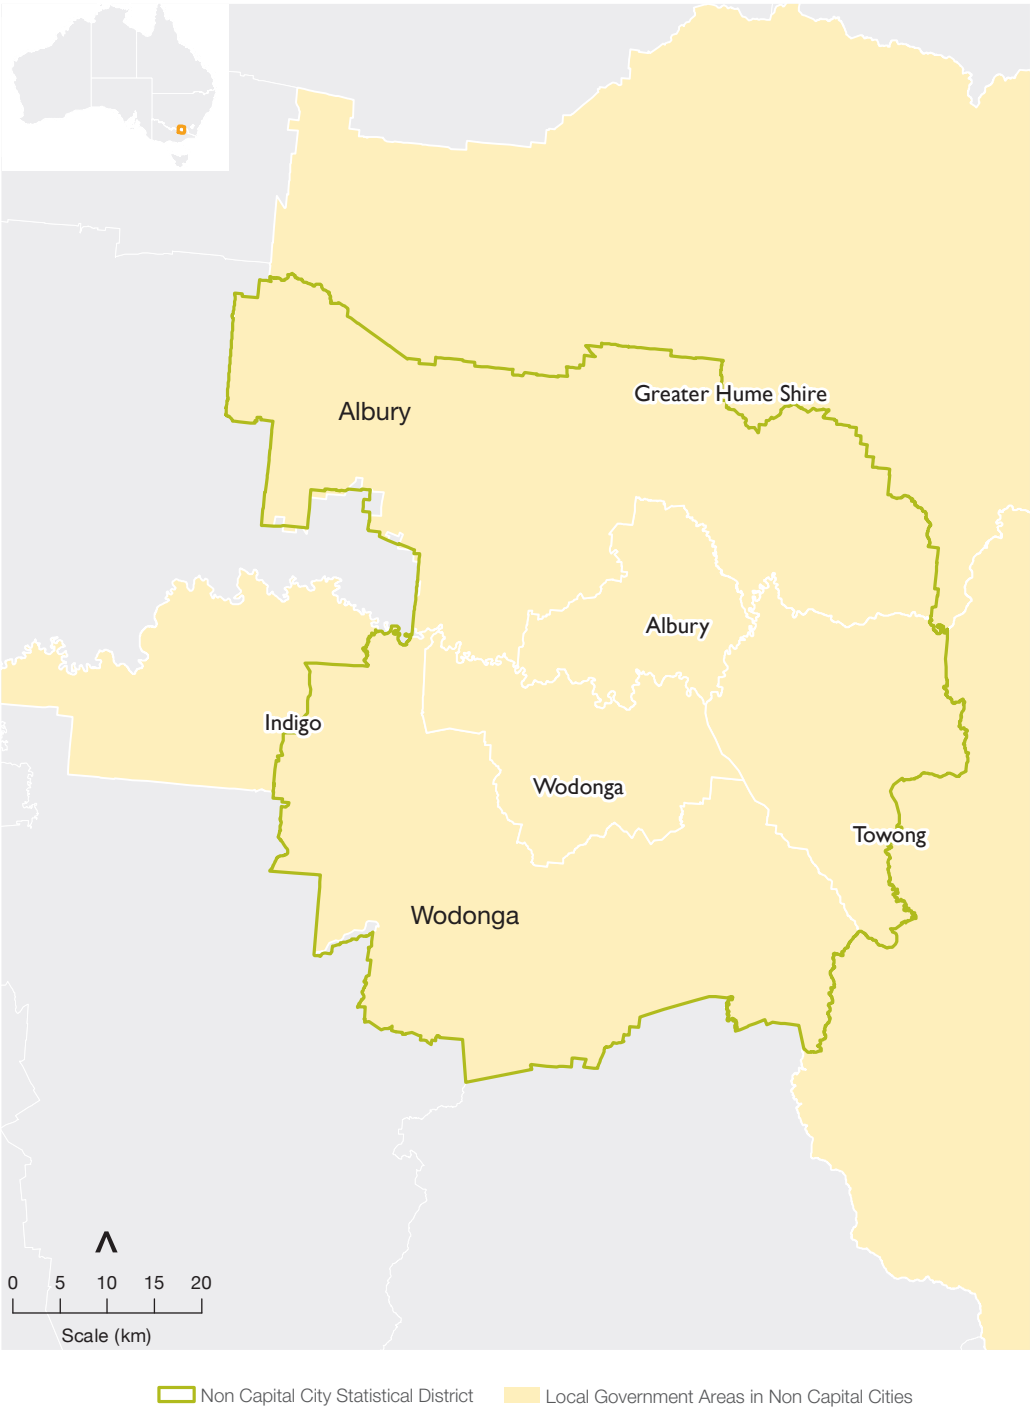 Greater Hume Shire
Albury
Albury
Indigo
Wodonga
Towong
Wodonga
0 5 10 15 20
Scale (km)
Non Capital City Statistical District
Local Government Areas in Non Capital Cities